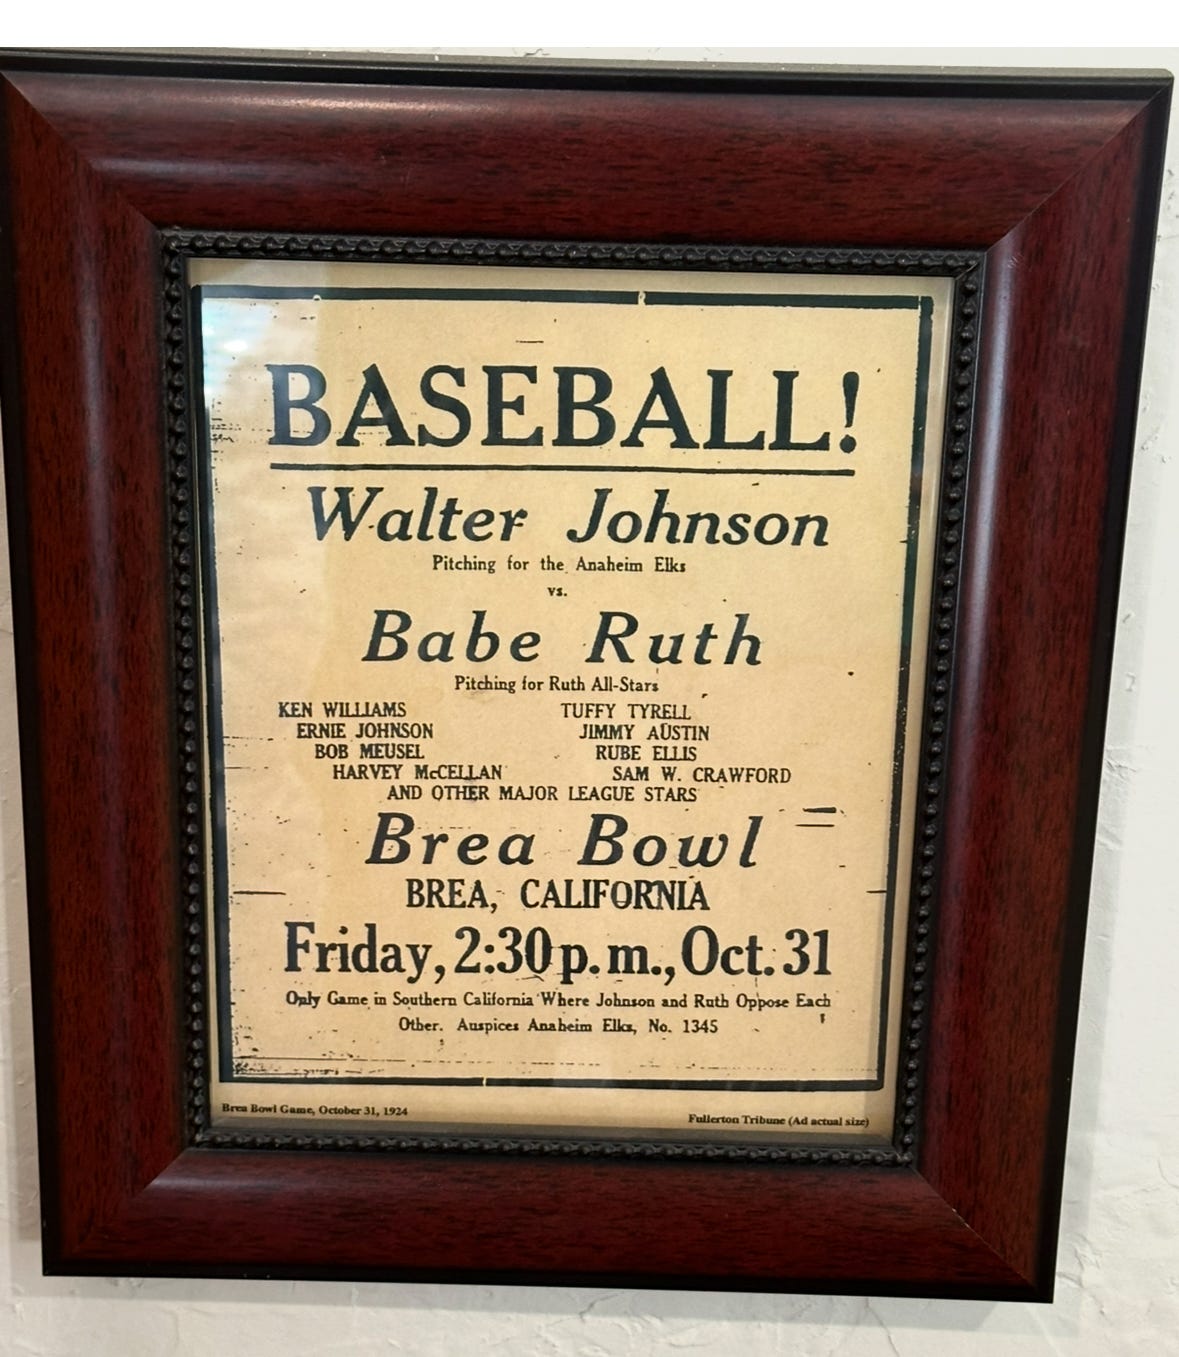 BASEBALL!
Walter Johnson
Pitching for the Anaheim Elks
vs.
Babe Ruth
Pitching for Ruth All-Stars
KEN WILLIAMS TUFFY TYRELL
ERNIE JOHNSON JIMMY AUSTIN
BOB MEUSEL RUBE ELLIS
HARVEY McCELLAN SAM W. CRAWFORD
AND OTHER MAJOR LEAGUE STARS
Brea Bowl
BREA, CALIFORNIA
Friday, 2:30 p. m., Oct. 31
Only Game in Southern California Where Johnson and Ruth Oppose Each
Other. Auspices Anaheim Elks, No. 1345
Brea Bowl Game, October 31, 1924
Fullerton Tribune (Ad actual size)